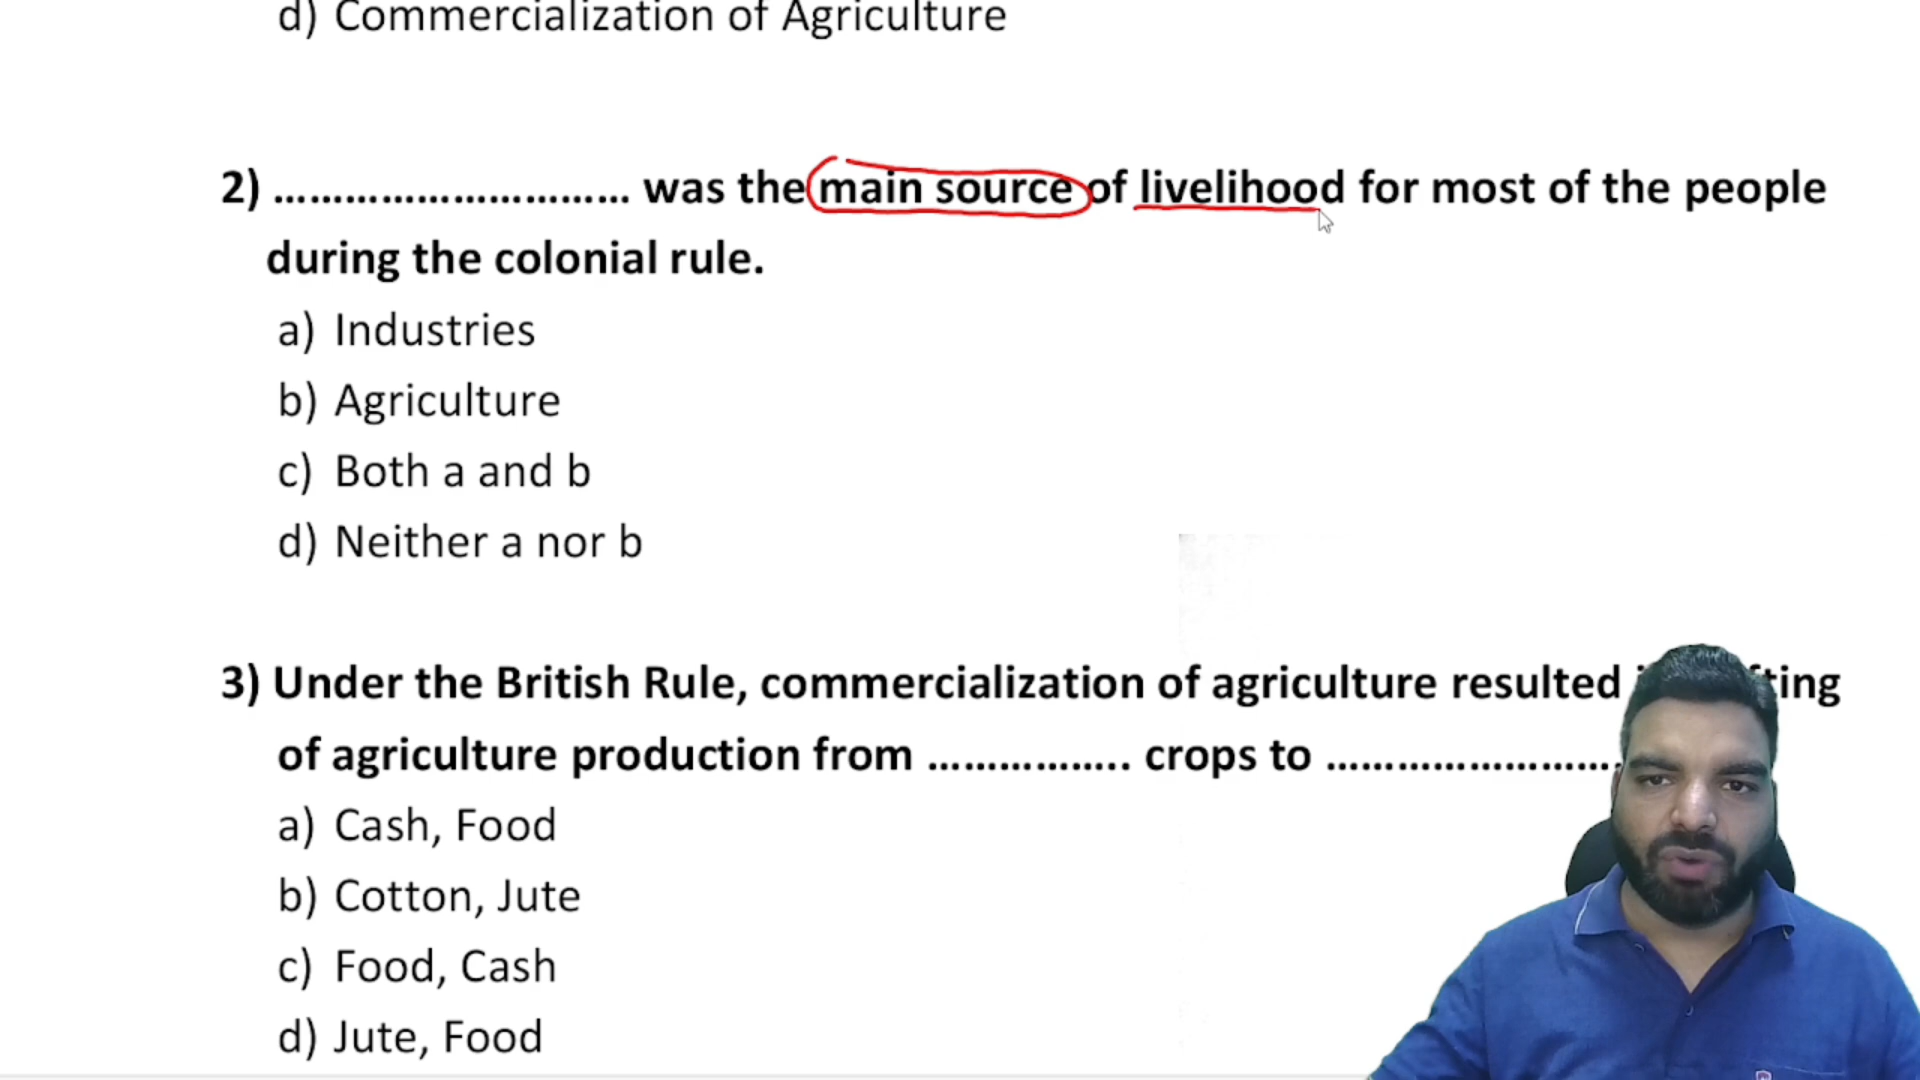 d) Commercialization of Agriculture
2) ................................ was the main source of livelihood for most of the people
during the colonial rule.
a) Industries
b) Agriculture
c) Both a and b
d) Neither a nor b
3) Under the British Rule, commercialization of agriculture resulted
of agriculture production from ................. crops to ........................
a) Cash, Food
b) Cotton, Jute
c) Food, Cash
d) Jute, Food